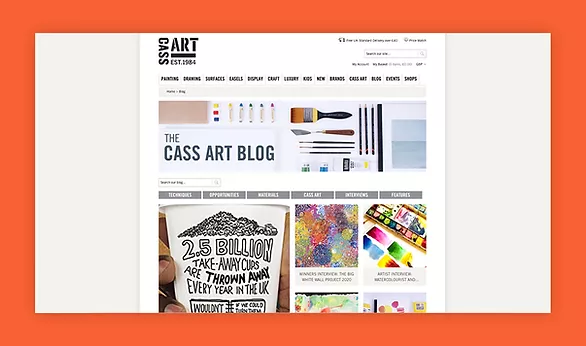 CASS ART
EST.1984
Free UK Standard Delivery over £40
Price Match
Search our store...
My Account
My Basket
GBP
PAINTING DRAWING SURFACES EASELS DISPLAY CRAFT LUXURY KIDS NEW BRANDS CASS ART BLOG EVENTS SHOPS
Home > Blog
THE
CASS ART BLOG
Search our blog...
TECHNIQUES OPPORTUNITIES MATERIALS CASS ART INTERVIEWS FEATURES
2.5 BILLION
TAKE-AWAY CUPS
ARE THROWN AWAY
EVERY YEAR IN THE UK
WOULDN'T
IF WE COULD
TURN THEM
WINNERS INTERVIEW: THE BIG
WHITE WALL PROJECT 2020
ARTIST INTERVIEW:
WATERCOLOURIST AND...